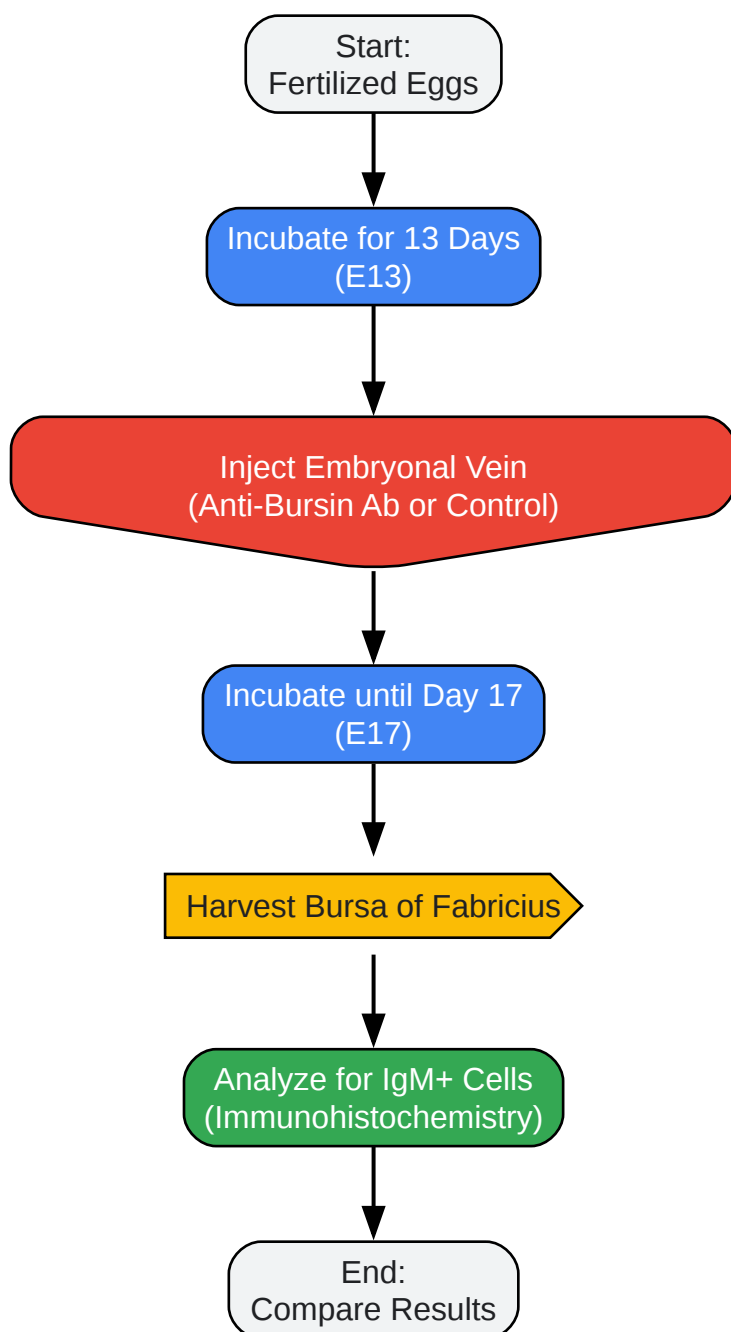 Start:
Fertilized Eggs
Incubate for 13 Days
(E13)
Inject Embryonal Vein
(Anti-Bursin Ab or Control)
Incubate until Day 17
(E17)
Harvest Bursa of Fabricius
Analyze for IgM+ Cells
(Immunohistochemistry)
End:
Compare Results